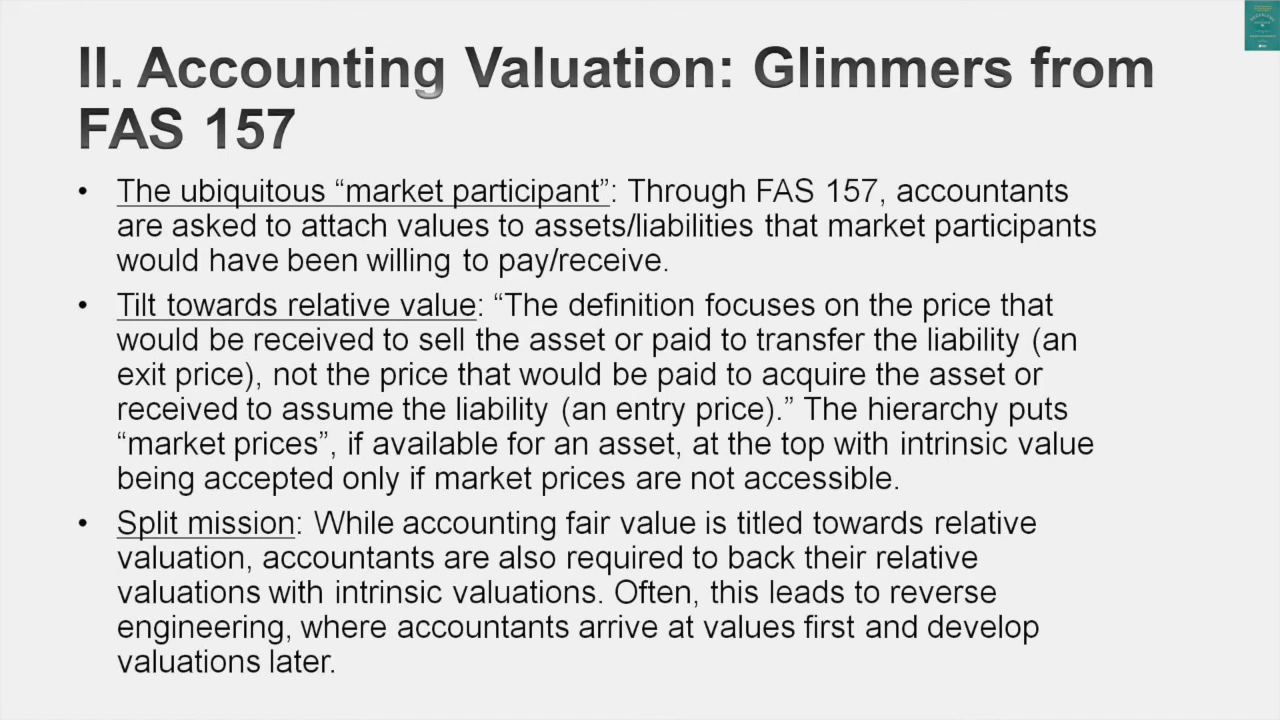 II. Accounting Valuation: Glimmers from
FAS 157
• The ubiquitous “market participant”: Through FAS 157, accountants
are asked to attach values to assets/liabilities that market participants
would have been willing to pay/receive.
• Tilt towards relative value: “The definition focuses on the price that
would be received to sell the asset or paid to transfer the liability (an
exit price), not the price that would be paid to acquire the asset or
received to assume the liability (an entry price).” The hierarchy puts
“market prices”, if available for an asset, at the top with intrinsic value
being accepted only if market prices are not accessible.
• Split mission: While accounting fair value is titled towards relative
valuation, accountants are also required to back their relative
valuations with intrinsic valuations. Often, this leads to reverse
engineering, where accountants arrive at values first and develop
valuations later.